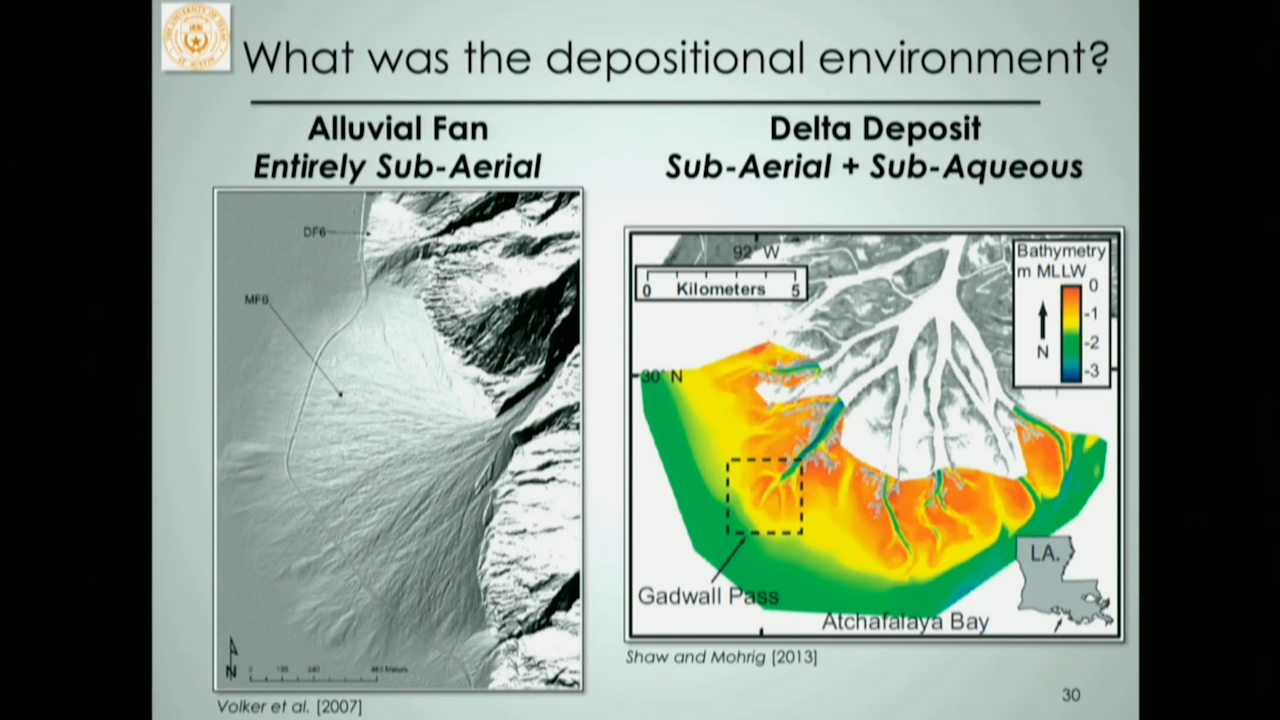 What was the depositional environment?
Alluvial Fan
Entirely Sub-Aerial
DF6
MF6
N
Volker et al. [2007]
Delta Deposit
Sub-Aerial + Sub-Aqueous
92° W
0 Kilometers 5
Bathymetry
m MLLW
0
-1
-2
-3
N
30° N
Gadwall Pass
LA.
Atchafalaya Bay
Shaw and Mohrig [2013]
30